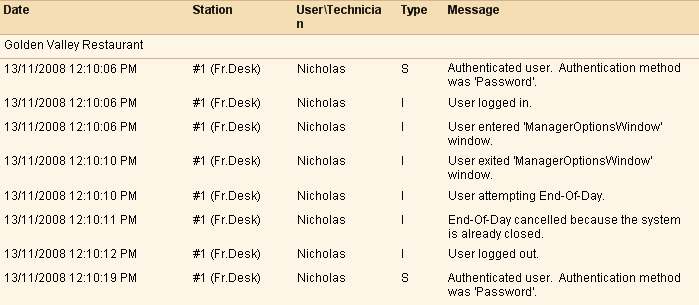 Date Station User\Technicia Type Message
n
Golden Valley Restaurant
13/11/2008 12:10:06 PM #1 (Fr.Desk) Nicholas S Authenticated user. Authentication method
was 'Password'.
13/11/2008 12:10:06 PM #1 (Fr.Desk) Nicholas I User logged in.
13/11/2008 12:10:06 PM #1 (Fr.Desk) Nicholas I User entered 'ManagerOptionsWindow'
window.
13/11/2008 12:10:10 PM #1 (Fr.Desk) Nicholas I User exited 'ManagerOptionsWindow'
window.
13/11/2008 12:10:10 PM #1 (Fr.Desk) Nicholas I User attempting End-Of-Day.
13/11/2008 12:10:11 PM #1 (Fr.Desk) Nicholas I End-Of-Day cancelled because the system
is already closed.
13/11/2008 12:10:12 PM #1 (Fr.Desk) Nicholas I User logged out.
13/11/2008 12:10:19 PM #1 (Fr.Desk) Nicholas S Authenticated user. Authentication method
was 'Password'.